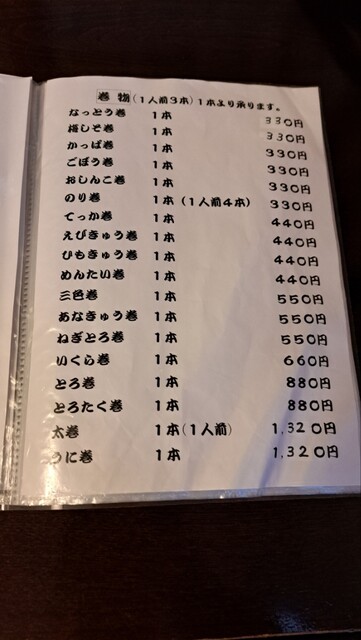 巻物(1人前3本)1本より承ります。
なっとう巻 1本 330円
梅しそ巻 1本 330円
かっぱ巻 1本 330円
ごぼう巻 1本 330円
おしんこ巻 1本 330円
のり巻 1本(1人前4本) 330円
てっか巻 1本 440円
えびきゅう巻 1本 440円
ひもきゅう巻 1本 440円
めんたい巻 1本 440円
三色巻 1本 550円
あなきゅう巻 1本 550円
ねぎとろ巻 1本 550円
いくら巻 1本 660円
とろ巻 1本 880円
とろたく巻 1本 880円
太巻 1本(1人前) 1,320円
うに巻 1本 1,320円